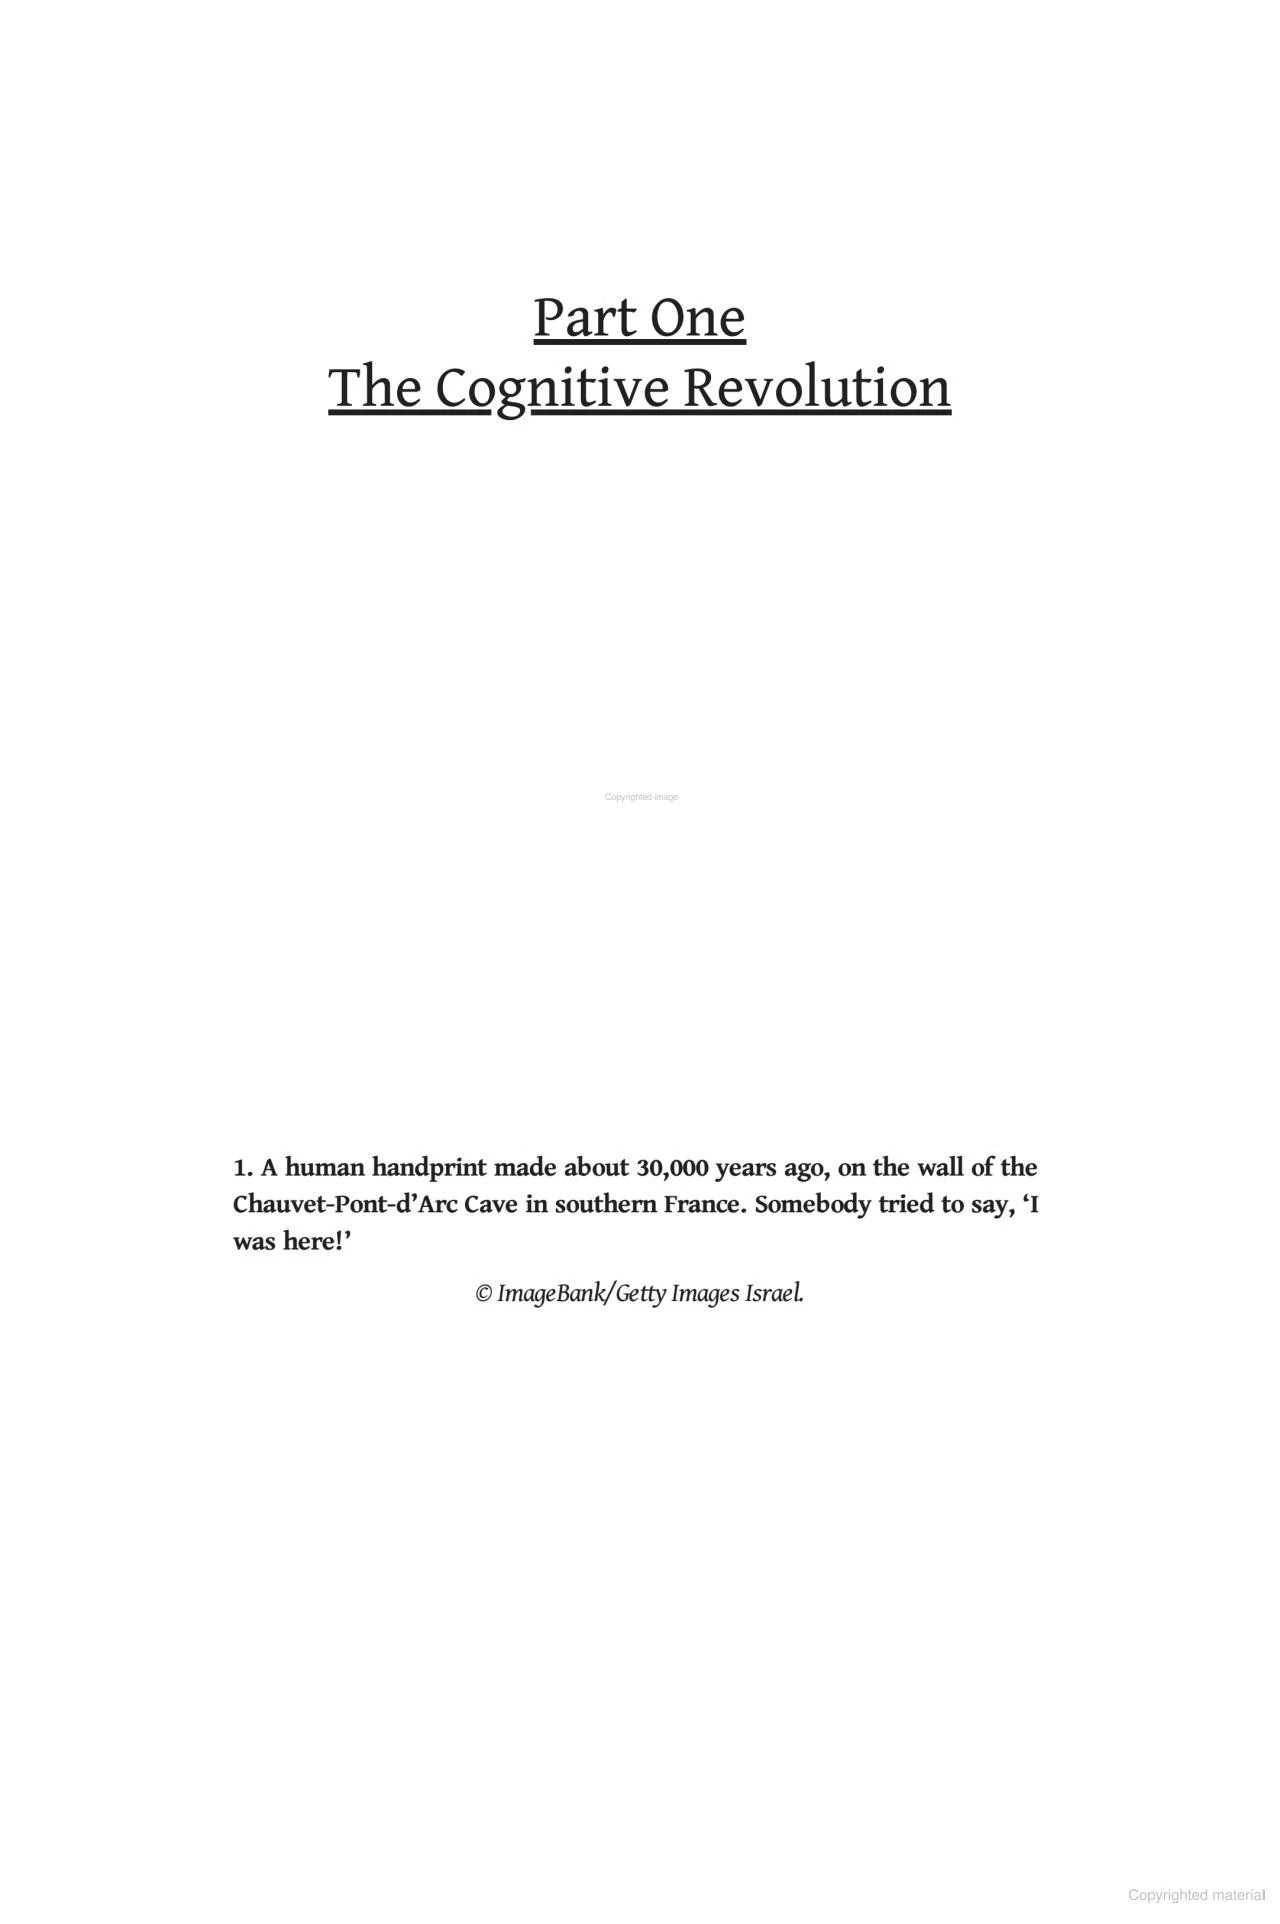 Part One
The Cognitive Revolution
Copyrighted image
1. A human handprint made about 30,000 years ago, on the wall of the
Chauvet-Pont-d’Arc Cave in southern France. Somebody tried to say, ‘I
was here!’
© ImageBank/Getty Images Israel.
Copyrighted material